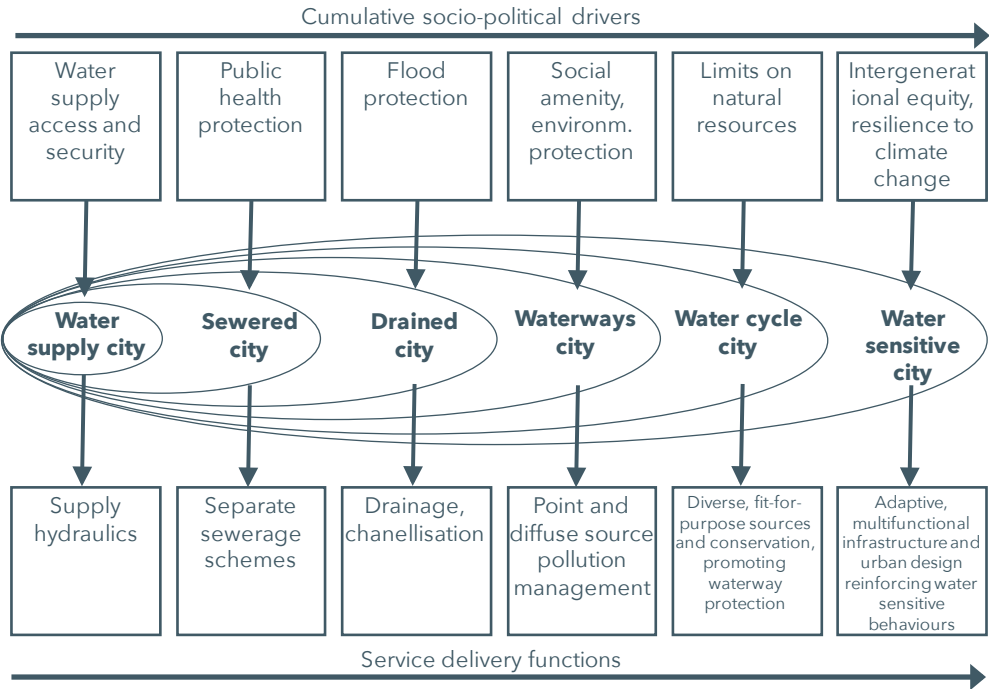 Cumulative socio-political drivers
Water
supply
access and
security
Public
health
protection
Flood
protection
Social
amenity,
environm.
protection
Limits on
natural
resources
Intergenerat
ional equity,
resilience to
climate
change
Water
supply city
Sewered
city
Drained
city
Waterways
city
Water cycle
city
Water
sensitive
city
Supply
hydraulics
Separate
sewerage
schemes
Drainage,
chanellisation
Point and
diffuse source
pollution
management
Diverse, fit-for-
purpose sources
and conservation,
promoting
waterway
protection
Adaptive,
multifunctional
infrastructure and
urban design
reinforcing water
sensitive
behaviours
Service delivery functions